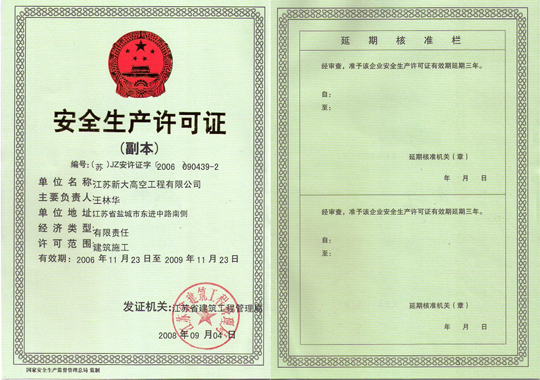 安全生产许可证
(副本)
编号:(苏)JZ安许证字〔2006〕090439-2
单位名称:江苏新大高空工程有限公司
主要负责人:王林华
单位地址:江苏省盐城市东进中路南侧
经济类型:有限责任
许可范围:建筑施工
有效期:2006年11月23日至2009年11月23日
发证机关:江苏省建筑工程管理局
2008年09月04日
国家安全生产监督管理总局 监制
延期核准栏
经审查,准予该企业安全生产许可证有效期延期三年。
自:
至:
延期核准机关(章)
年 月 日
经审查,准予该企业安全生产许可证有效期延期三年。
自:
至:
延期核准机关(章)
年 月 日